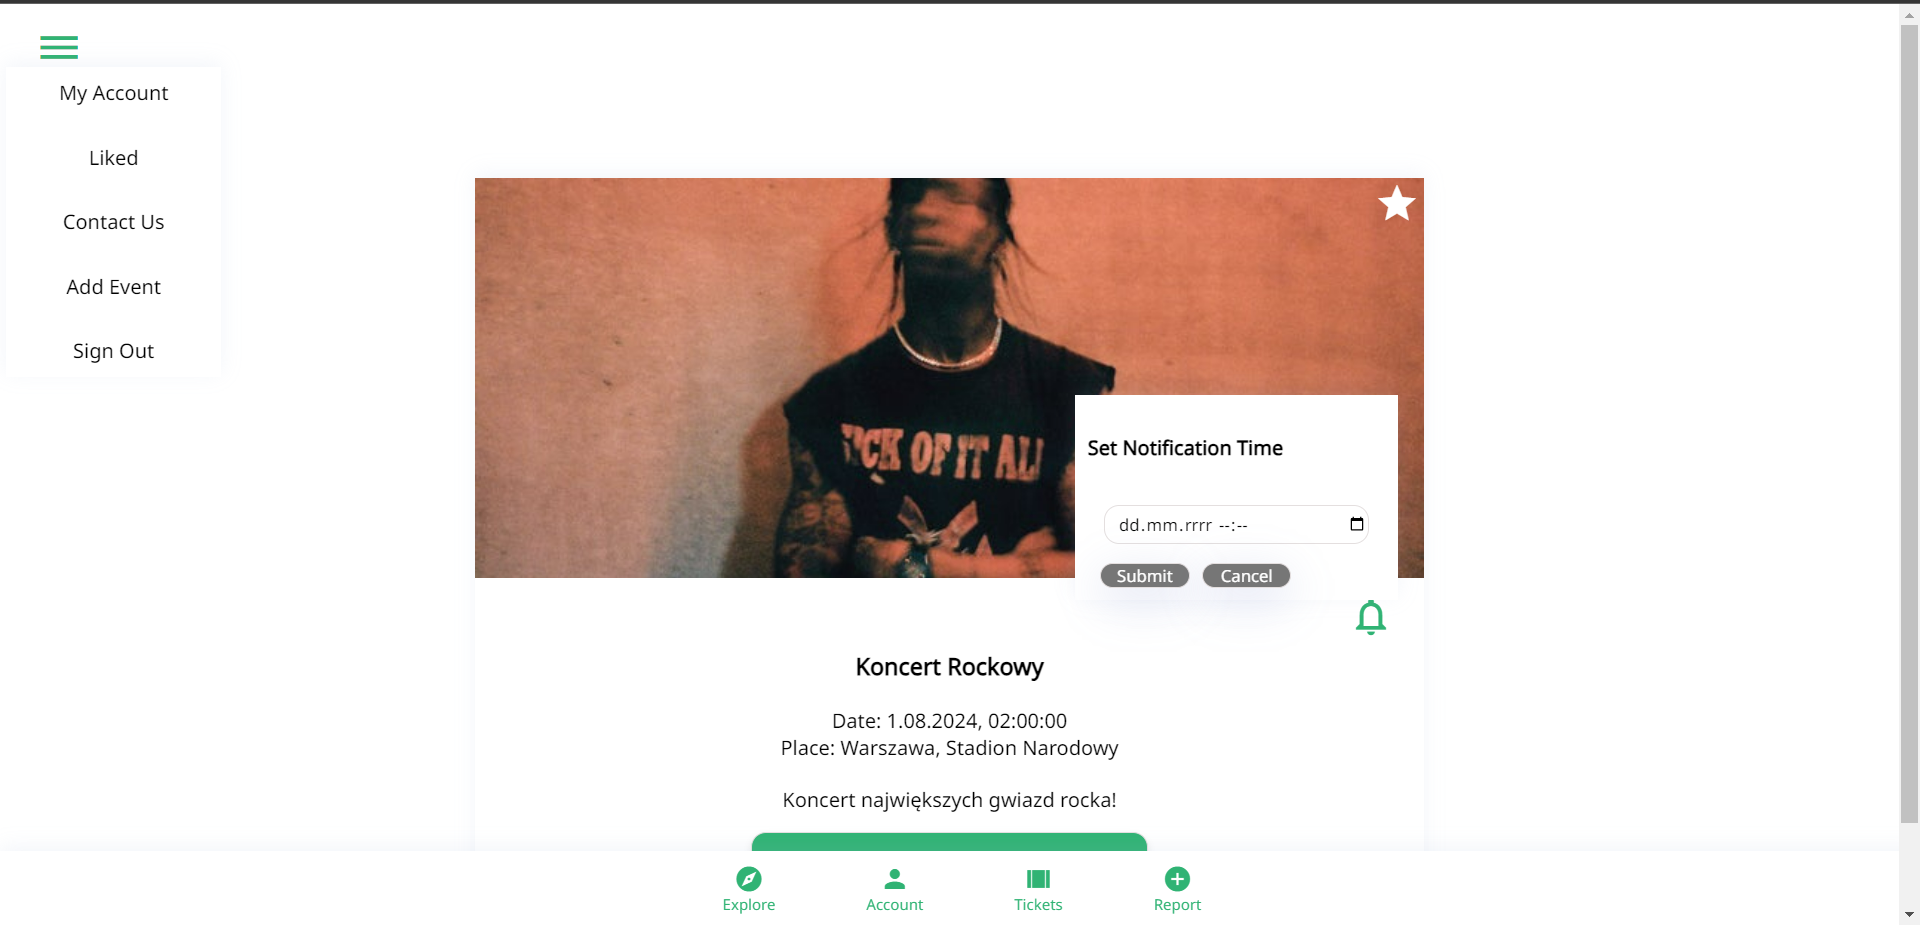 My Account
Liked
Contact Us
Add Event
Sign Out
OF IT ALL
Set Notification Time
dd.mm.rrrr --:--
Submit Cancel
Koncert Rockowy
Date: 1.08.2024, 02:00:00
Place: Warszawa, Stadion Narodowy
Koncert największych gwiazd rocka!
Explore Account Tickets Report